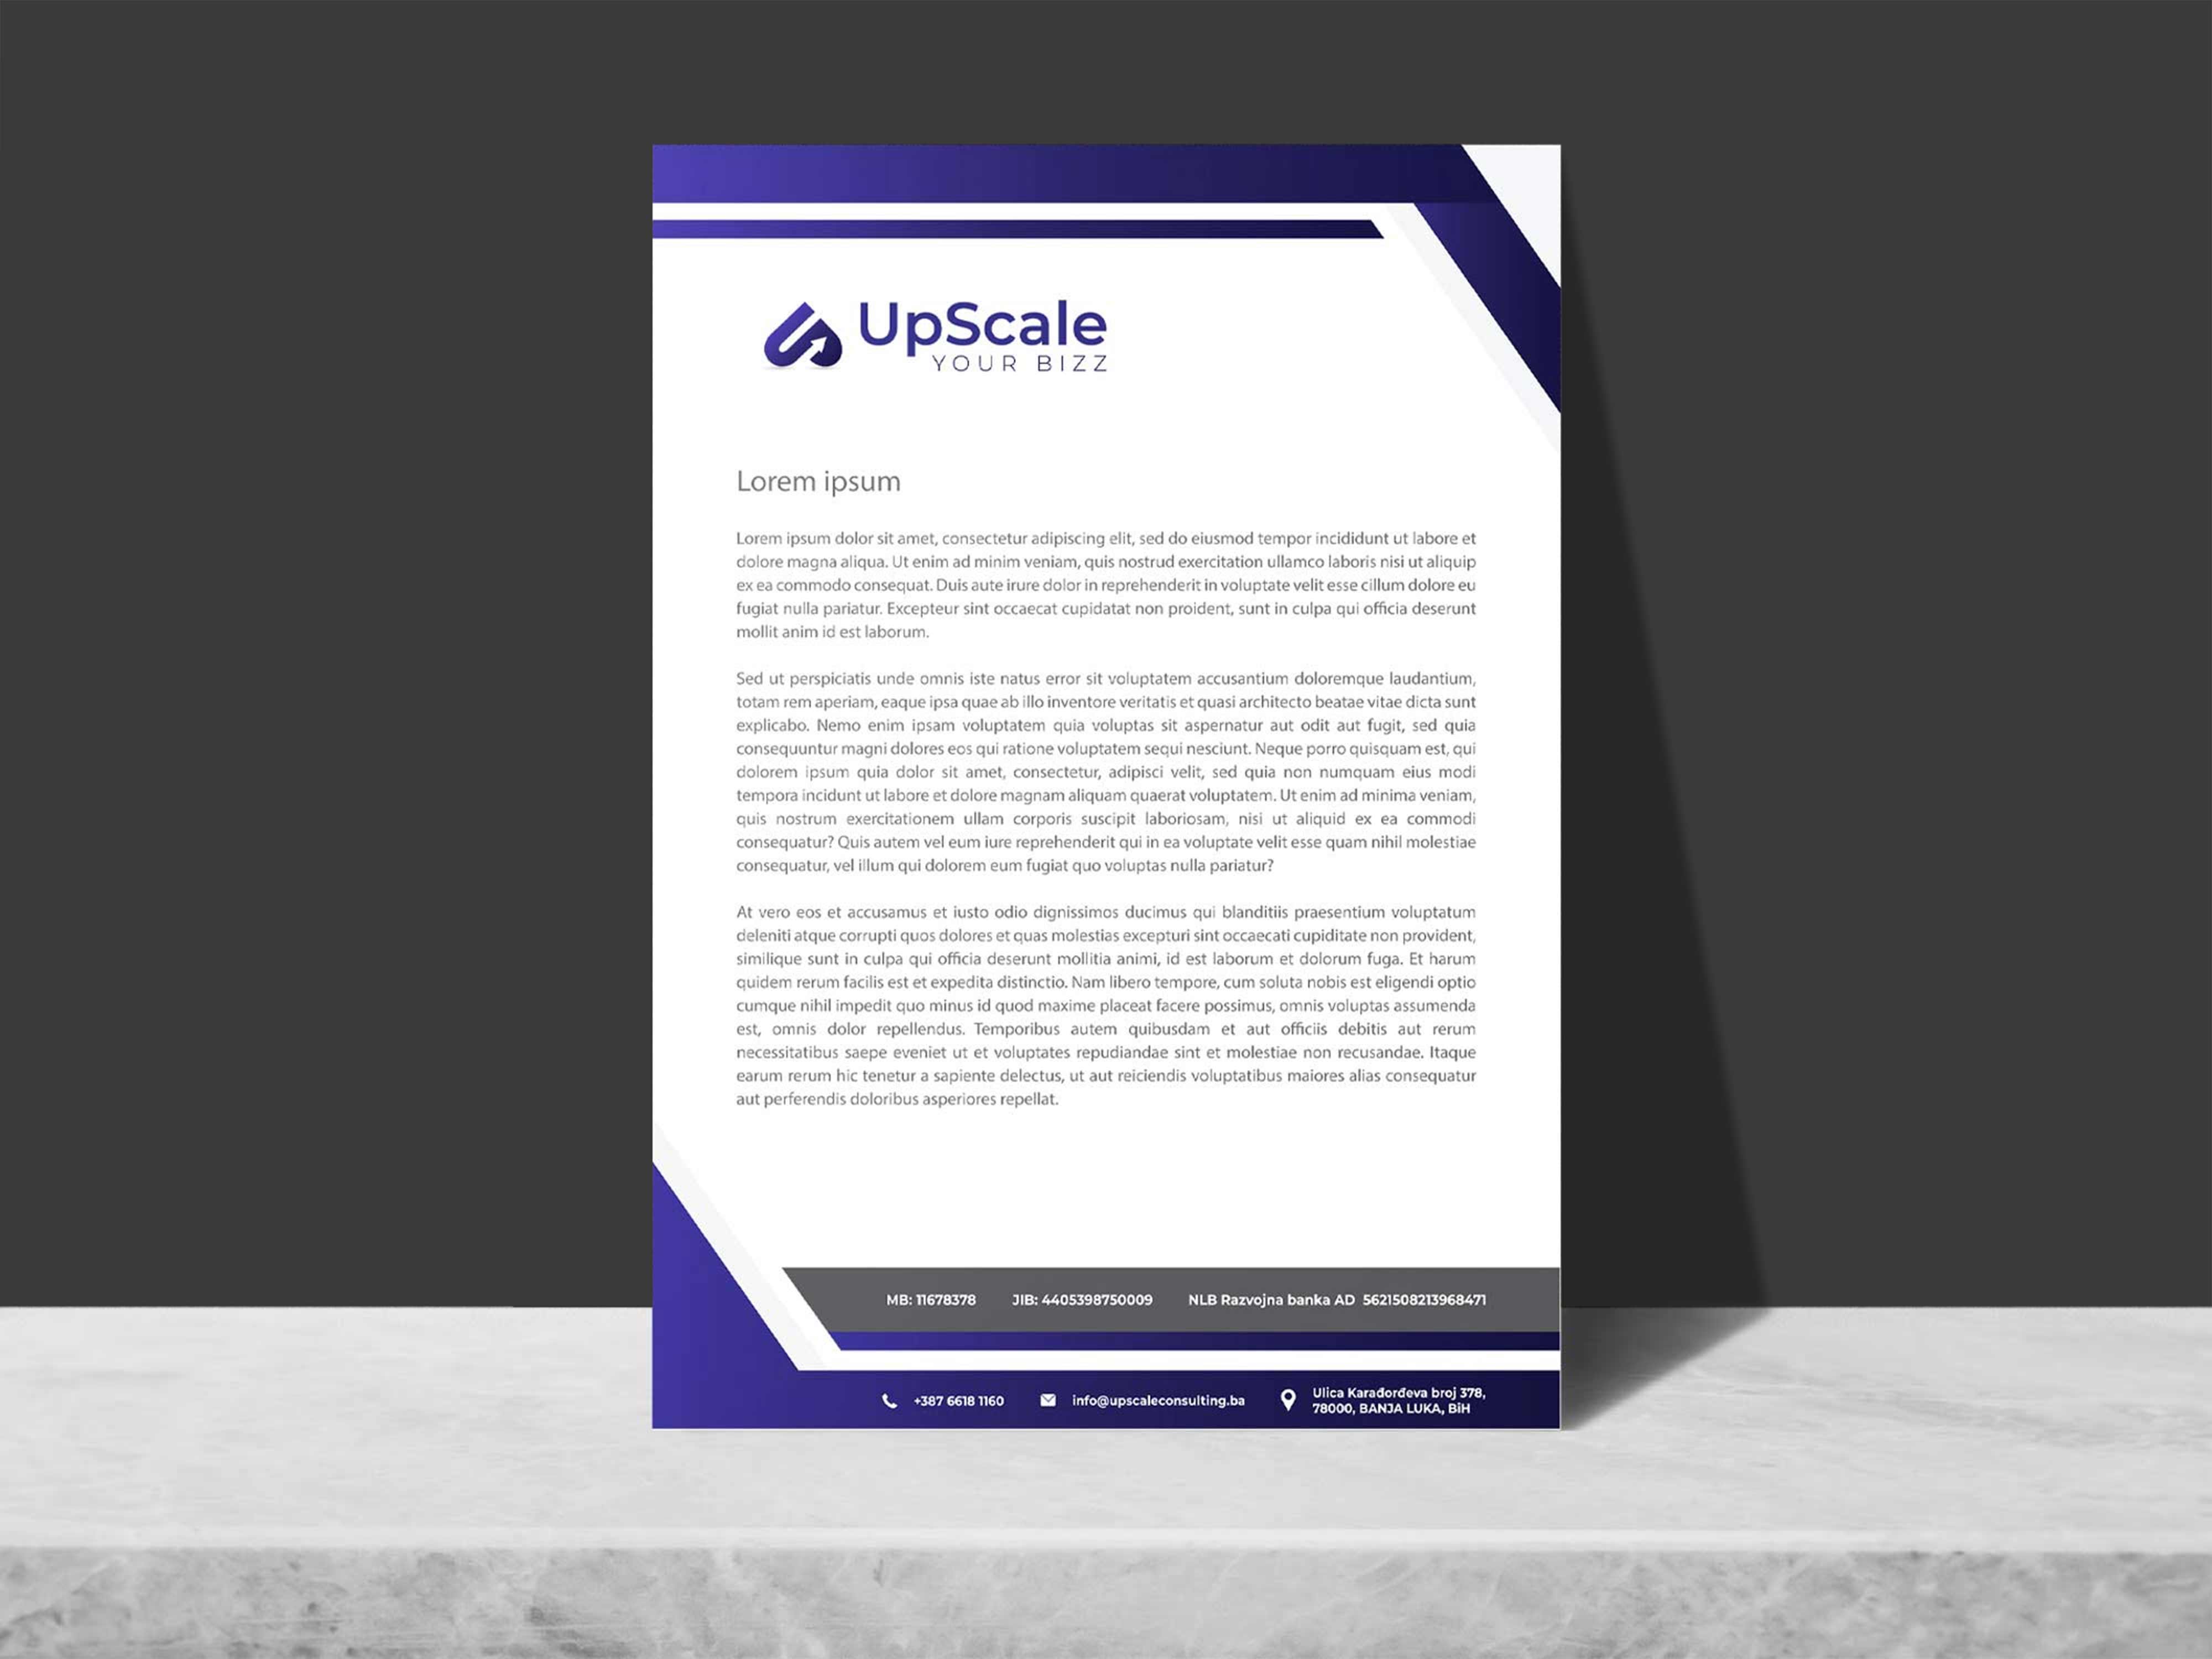 UpScale
YOUR BIZZ
Lorem ipsum
Lorem ipsum dolor sit amet, consectetur adipiscing elit, sed do eiusmod tempor incididunt ut labore et
dolore magna aliqua. Ut enim ad minim veniam, quis nostrud exercitation ullamco laboris nisi ut aliquip
ex ea commodo consequat. Duis aute irure dolor in reprehenderit in voluptate velit esse cillum dolore eu
fugiat nulla pariatur. Excepteur sint occaecat cupidatat non proident, sunt in culpa qui officia deserunt
mollit anim id est laborum.
Sed ut perspiciatis unde omnis iste natus error sit voluptatem accusantium doloremque laudantium,
totam rem aperiam, eaque ipsa quae ab illo inventore veritatis et quasi architecto beatae vitae dicta sunt
explicabo. Nemo enim ipsam voluptatem quia voluptas sit aspernatur aut odit aut fugit, sed quia
consequuntur magni dolores eos qui ratione voluptatem sequi nesciunt. Neque porro quisquam est, qui
dolorem ipsum quia dolor sit amet, consectetur, adipisci velit, sed quia non numquam eius modi
tempora incidunt ut labore et dolore magnam aliquam quaerat voluptatem. Ut enim ad minima veniam,
quis nostrum exercitationem ullam corporis suscipit laboriosam, nisi ut aliquid ex ea commodi
consequatur? Quis autem vel eum iure reprehenderit qui in ea voluptate velit esse quam nihil molestiae
consequatur, vel illum qui dolorem eum fugiat quo voluptas nulla pariatur?
At vero eos et accusamus et iusto odio dignissimos ducimus qui blanditiis praesentium voluptatum
deleniti atque corrupti quos dolores et quas molestias excepturi sint occaecati cupiditate non provident,
similique sunt in culpa qui officia deserunt mollitia animi, id est laborum et dolorum fuga. Et harum
quidem rerum facilis est et expedita distinctio. Nam libero tempore, cum soluta nobis est eligendi optio
cumque nihil impedit quo minus id quod maxime placeat facere possimus, omnis voluptas assumenda
est, omnis dolor repellendus. Temporibus autem quibusdam et aut officiis debitis aut rerum
necessitatibus saepe eveniet ut et voluptates repudiandae sint et molestiae non recusandae. Itaque
earum rerum hic tenetur a sapiente delectus, ut aut reiciendis voluptatibus maiores alias consequatur
aut perferendis doloribus asperiores repellat.
MB: 11678378 JIB: 4405398750009 NLB Razvojna banka AD 5621508213968471
+387 6618 1160 info@upscaleconsulting.ba Ulica Karađorđeva broj 378,
78000, BANJA LUKA, BiH